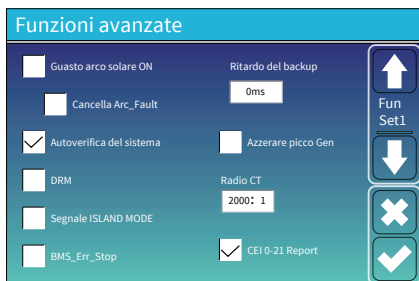 Funzioni avanzate
Guasto arco solare ON
Ritardo del backup
0ms
Cancella Arc_Fault
Fun
Set1
Autoverifica del sistema
Azzerare picco Gen
DRM
Radio CT
2000: 1
Segnale ISLAND MODE
BMS_Err_Stop
CEI 0-21 Report